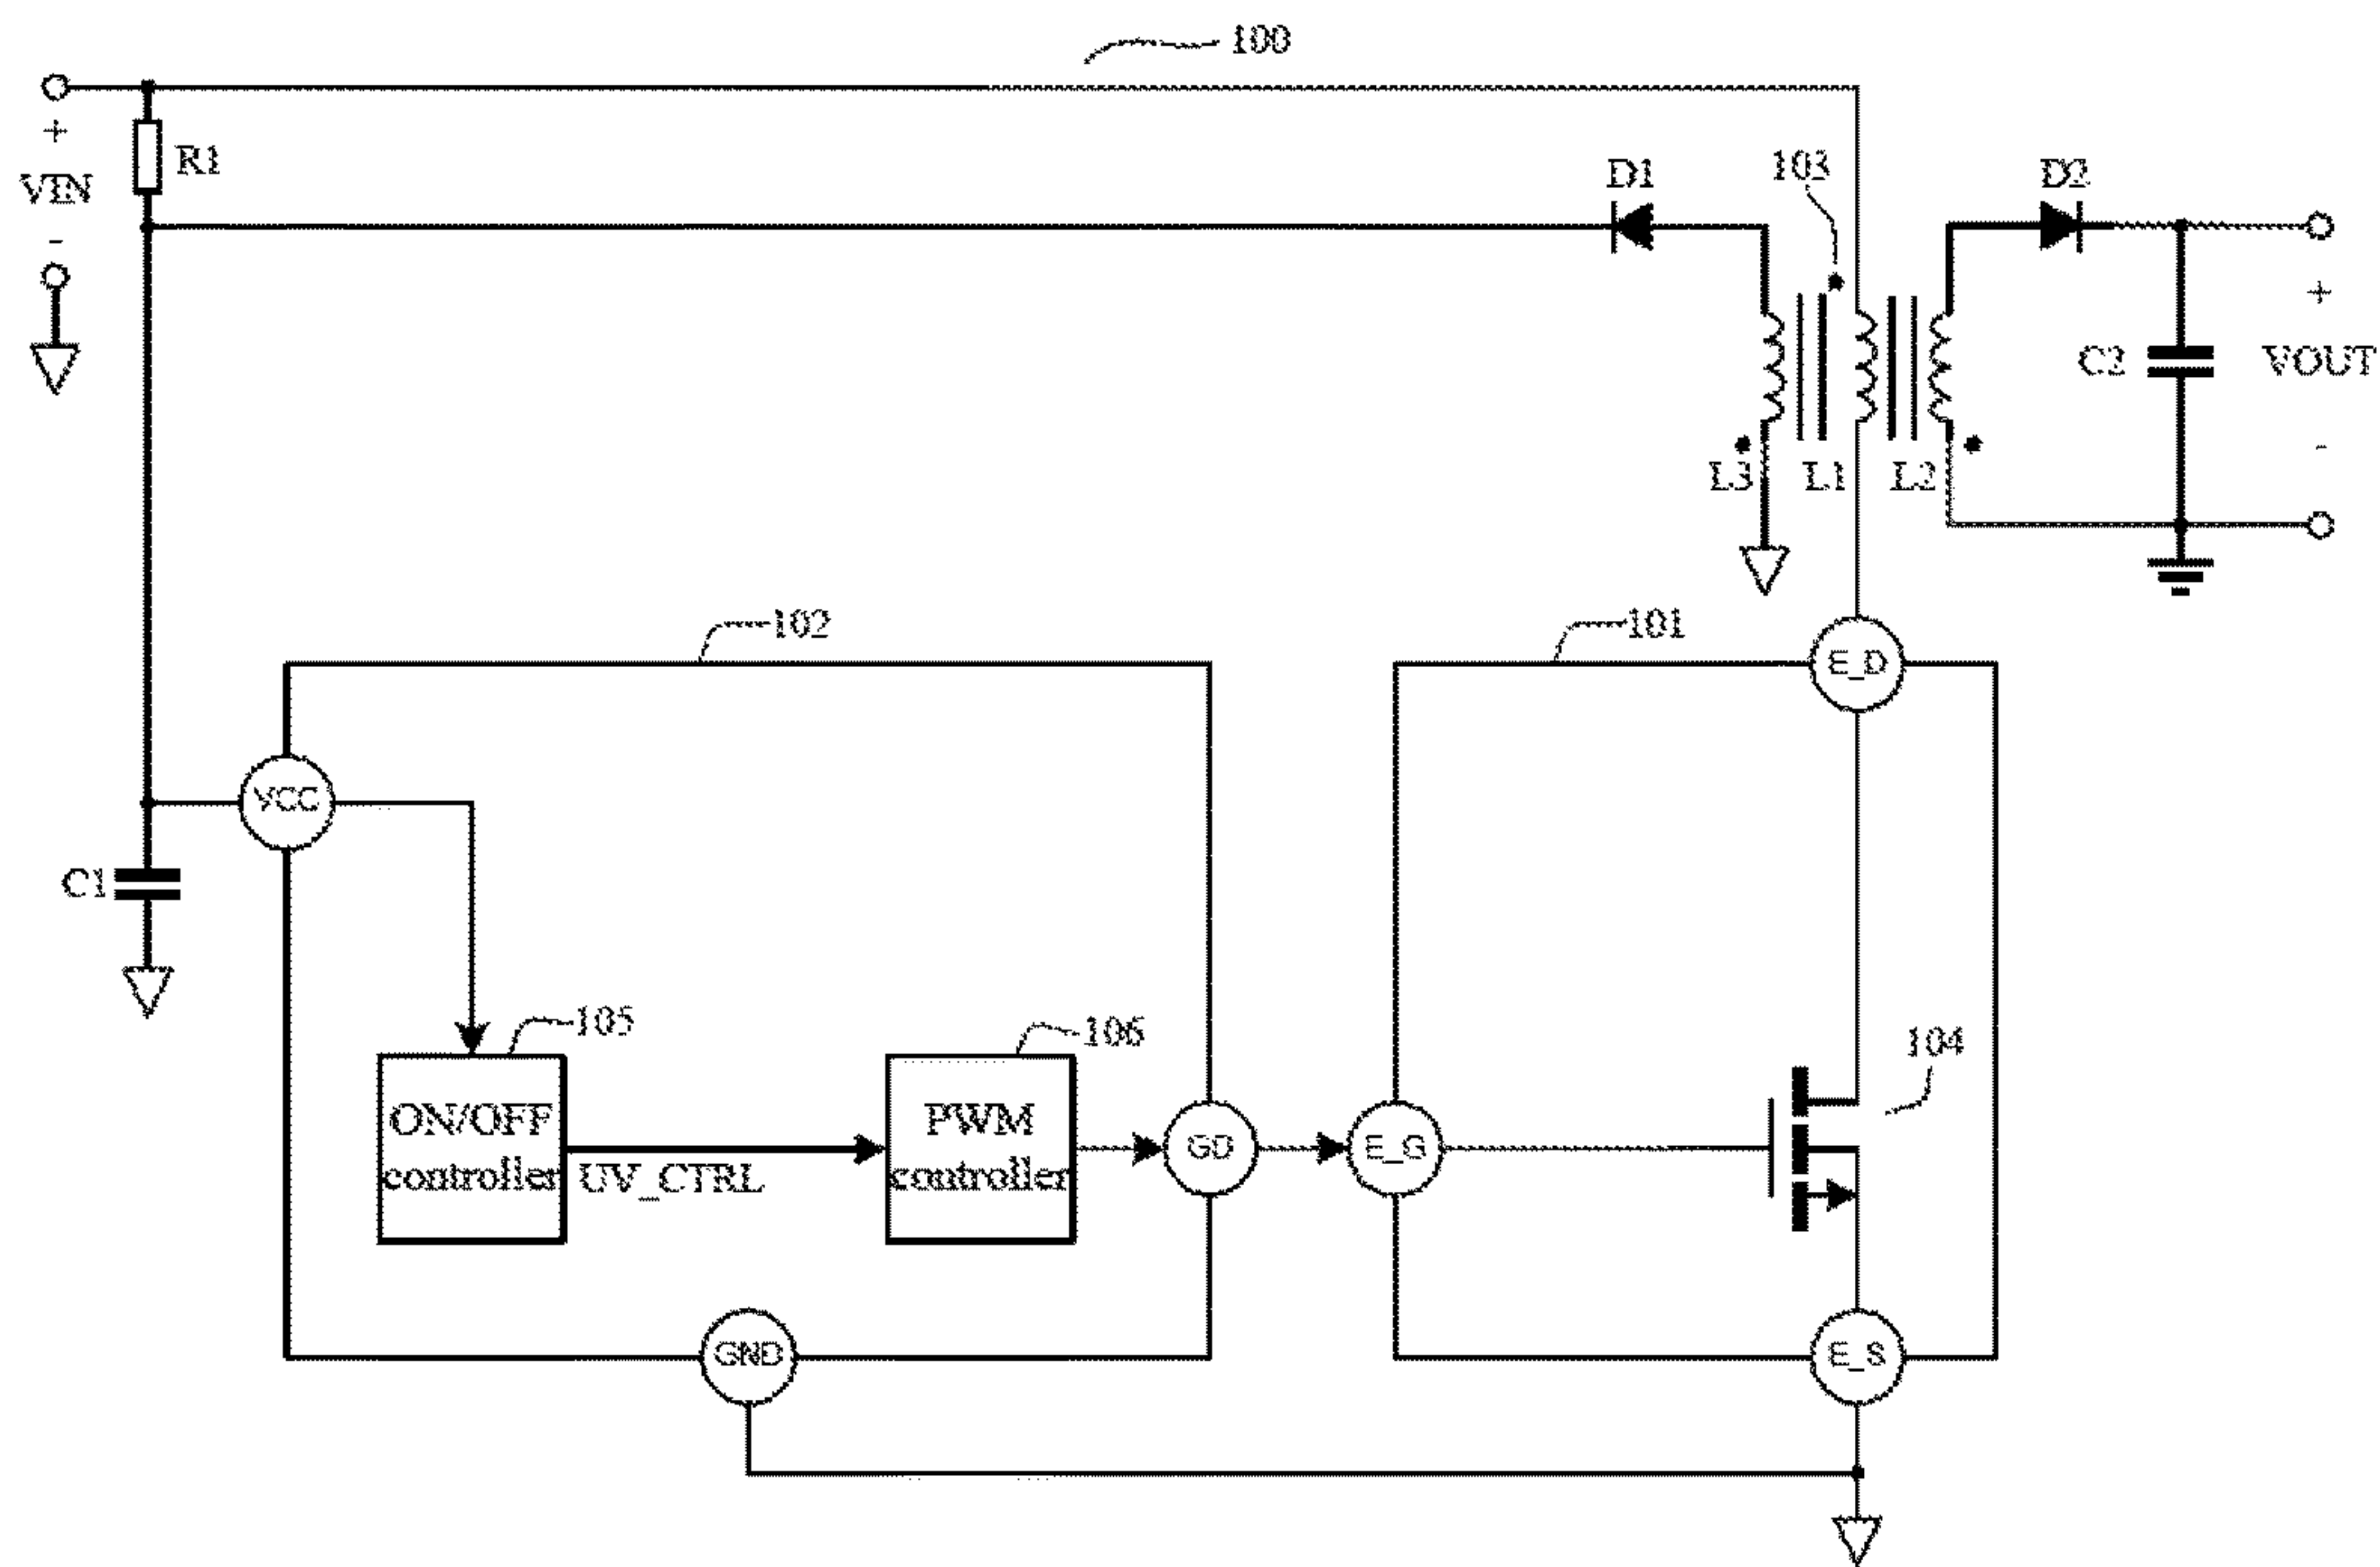 100
+
R1
VIN
-
D1
103
D2
+
C2
VOUT
-
L3
L1
L2
102
101
E_D
VCC
C1
105
106
104
ON/OFF
controller
UV_CTRL
PWM
controller
GD
E_G
GND
E_S